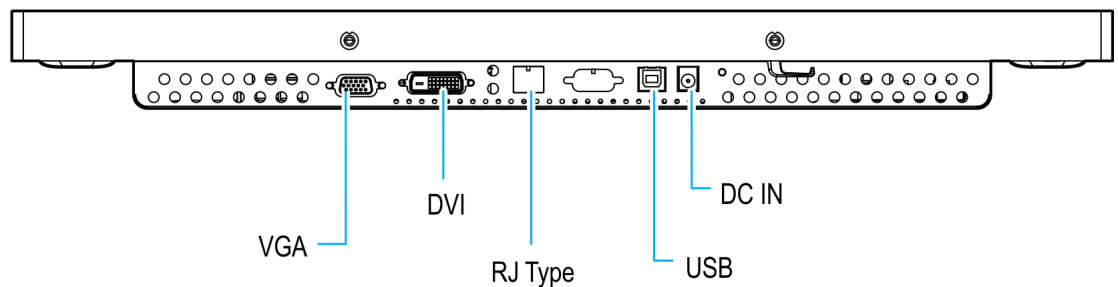 VGA
DVI
RJ Type
USB
DC IN